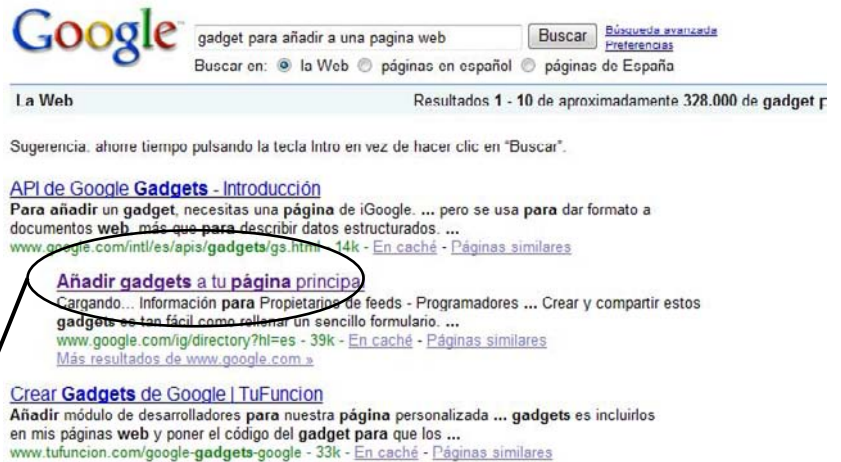 Google™ gadget para añadir a una pagina web Buscar Búsqueda avanzada
Preferencias
Buscar en: la Web páginas en español páginas de España
La Web Resultados 1 - 10 de aproximadamente 328.000 de gadget p
Sugerencia: ahorre tiempo pulsando la tecla Intro en vez de hacer clic en "Buscar".
API de Google Gadgets - Introducción
Para añadir un gadget, necesitas una página de iGoogle. ... pero se usa para dar formato a
documentos web, más que para describir datos estructurados. ...
www.google.com/intl/es/apis/gadgets/gs.html - 14k - En caché - Páginas similares
Añadir gadgets a tu página principal
Cargando... Información para Propietarios de feeds - Programadores ... Crear y compartir estos
gadgets es tan fácil como rellenar un sencillo formulario. ...
www.google.com/ig/directory?hl=es - 39k - En caché - Páginas similares
Más resultados de www.google.com »
Crear Gadgets de Google | TuFuncion
Añadir módulo de desarrolladores para nuestra página personalizada ... gadgets es incluirlos
en mis páginas web y poner el código del gadget para que los ...
www.tufuncion.com/google-gadgets-google - 33k - En caché - Páginas similares